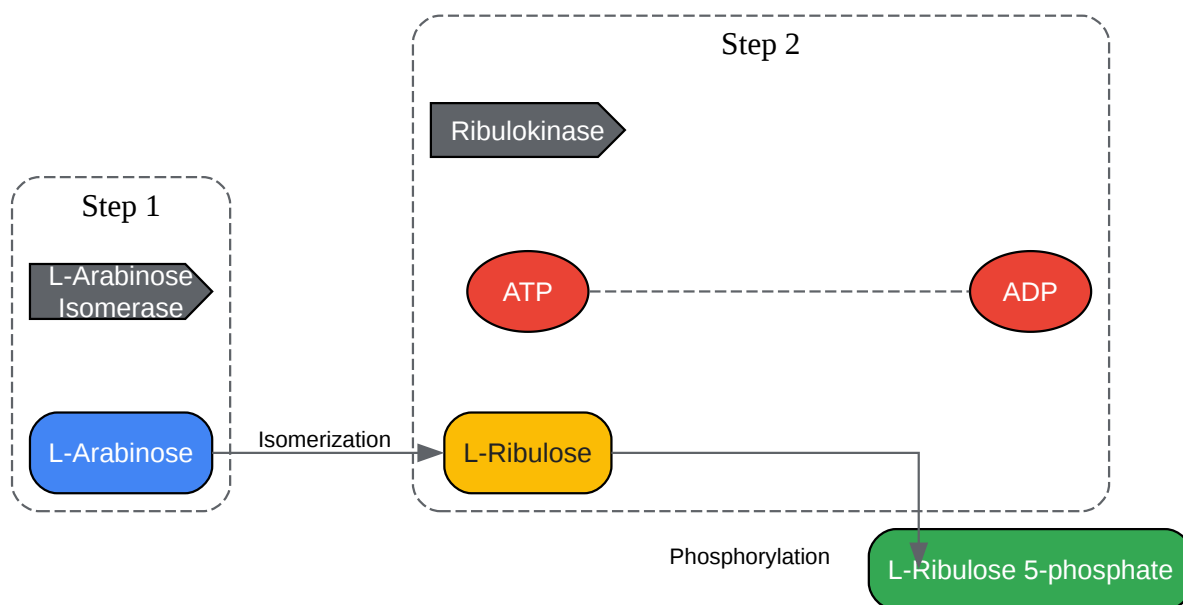 Step 2
Ribulokinase
Step 1
L-Arabinose
Isomerase
ATP
ADP
L-Arabinose
Isomerization
L-Ribulose
Phosphorylation
L-Ribulose 5-phosphate